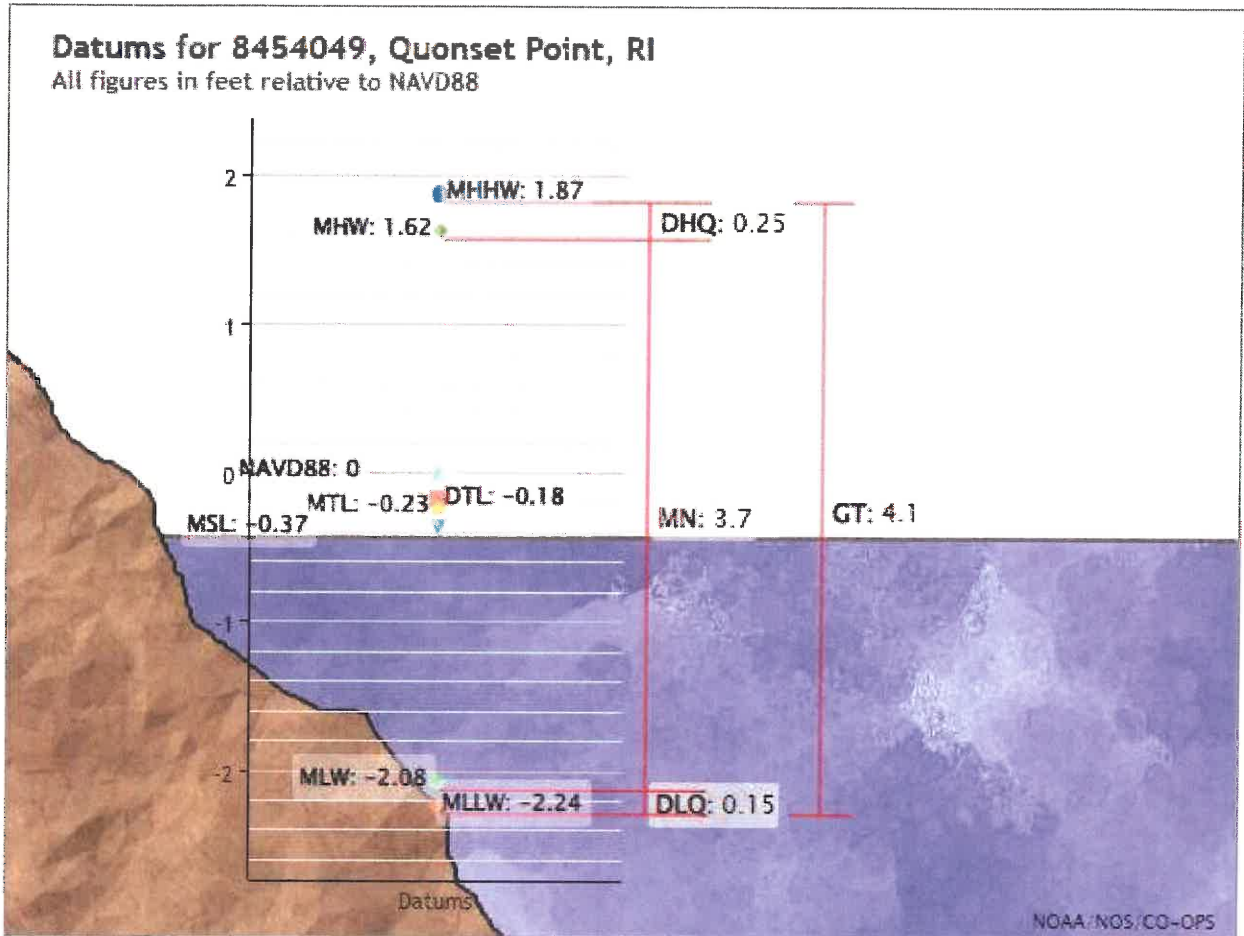 Datums for 8454049, Quonset Point, RI
All figures in feet relative to NAVD88
2
MHHW: 1.87
MHW: 1.62
DHQ: 0.25
1
0
NAVD88: 0
MTL: -0.23
DTL: -0.18
MSL: -0.37
MN: 3.7
GT: 4.1
-1
-2
MLW: -2.08
MLLW: -2.24
DLQ: 0.15
Datums
NOAA/NOS/CO-OPS